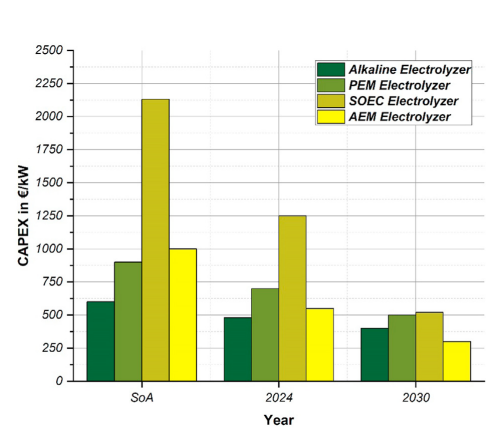 2500
2250
2000
1750
1500
1250
1000
750
500
250
0
CAPEX in €/kW
Alkaline Electrolyzer
PEM Electrolyzer
SOEC Electrolyzer
AEM Electrolyzer
SoA 2024 2030
Year